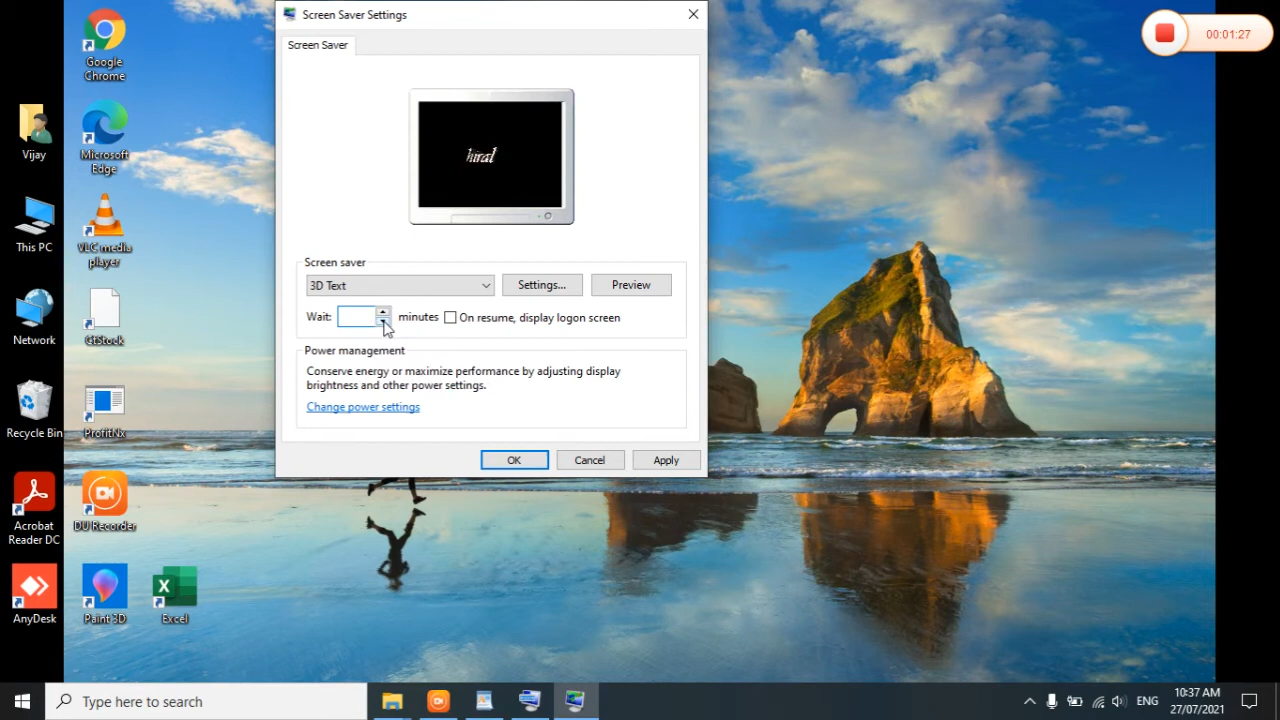 Screen Saver Settings
Screen Saver
hiral
Screen saver
3D Text
Settings...
Preview
Wait:
minutes
On resume, display logon screen
Power management
Conserve energy or maximize performance by adjusting display
brightness and other power settings.
Change power settings
OK
Cancel
Apply
00:01:27
Google
Chrome
Vijay
Microsoft
Edge
This PC
VLC media
player
Network
GtStock
Recycle Bin
ProfitNx
Acrobat
Reader DC
DU Recorder
AnyDesk
Paint 3D
Excel
Type here to search
ENG
10:37 AM
27/07/2021